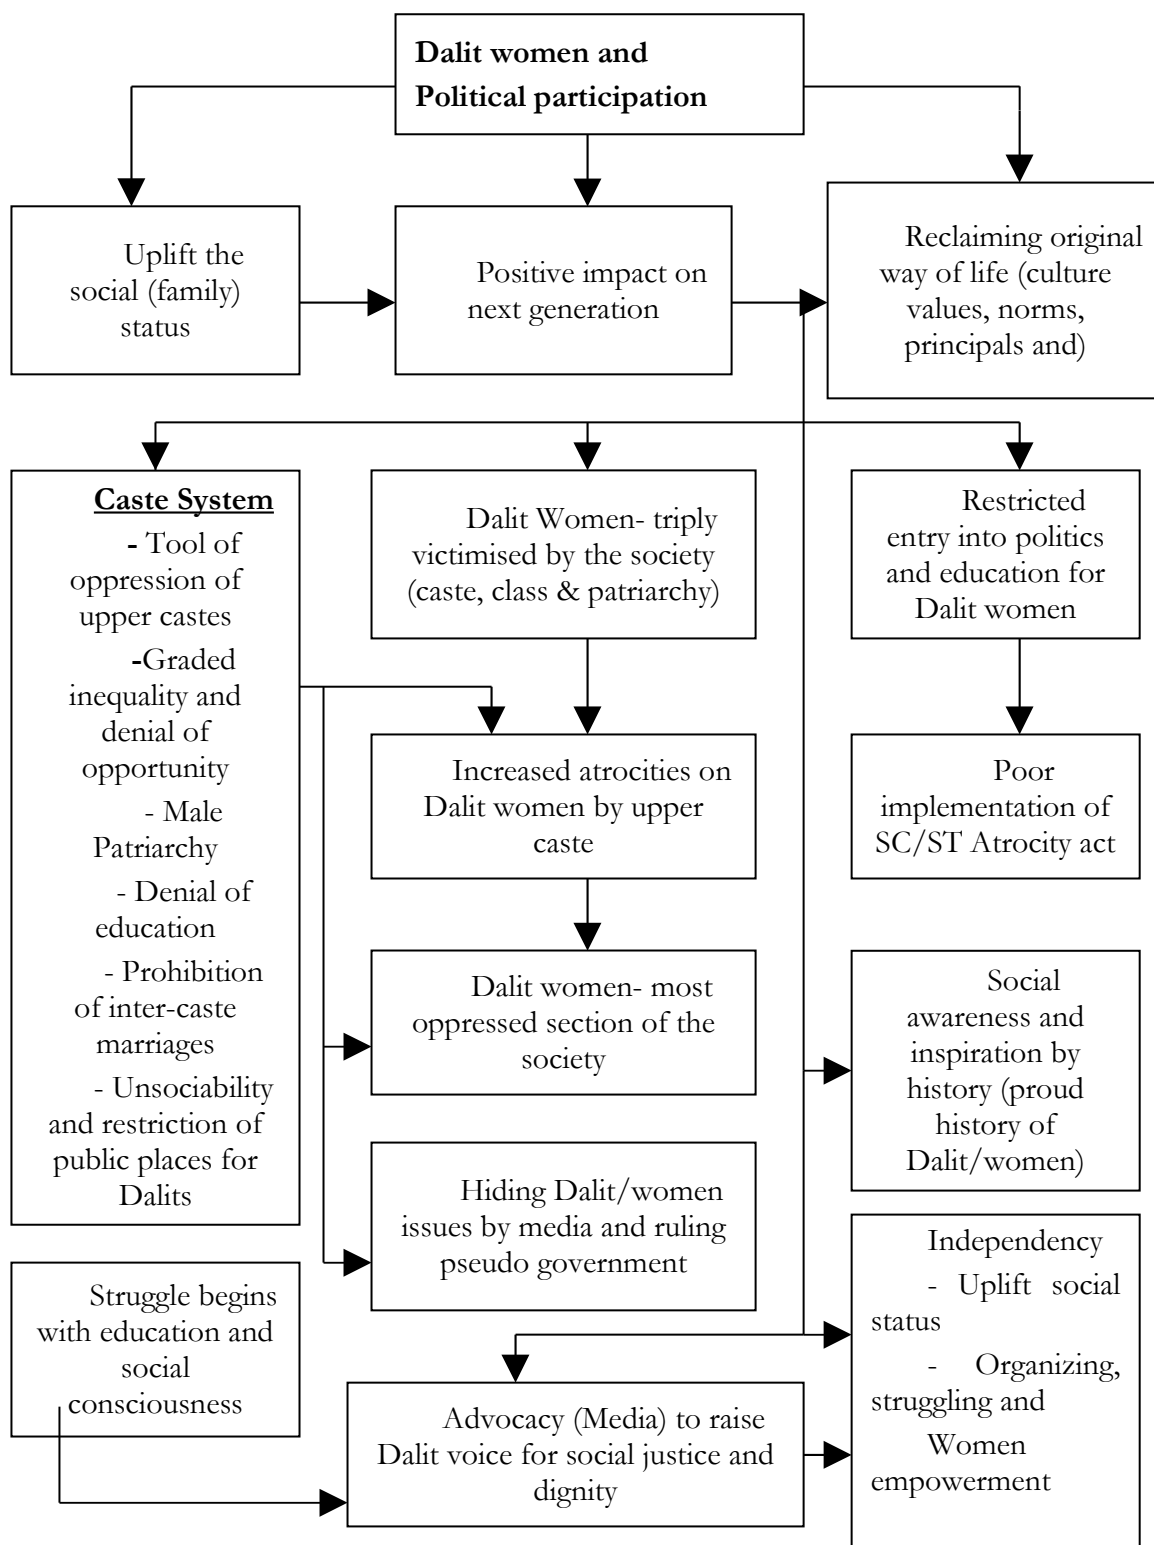 Dalit women and
Political participation
Uplift the
social (family)
status
Positive impact on
next generation
Reclaiming original
way of life (culture
values, norms,
principals and)
Caste System
- Tool of
oppression of
upper castes
-Graded
inequality and
denial of
opportunity
- Male
Patriarchy
- Denial of
education
- Prohibition
of inter-caste
marriages
- Unsociability
and restriction of
public places for
Dalits
Dalit Women- triply
victimised by the society
(caste, class & patriarchy)
Restricted
entry into politics
and education for
Dalit women
Increased atrocities on
Dalit women by upper
caste
Poor
implementation of
SC/ST Atrocity act
Dalit women- most
oppressed section of the
society
Social
awareness and
inspiration by
history (proud
history of
Dalit/women)
Hiding Dalit/women
issues by media and ruling
pseudo government
Struggle begins
with education and
social
consciousness
Advocacy (Media) to raise
Dalit voice for social justice and
dignity
Independency
- Uplift social
status
- Organizing,
struggling and
Women
empowerment